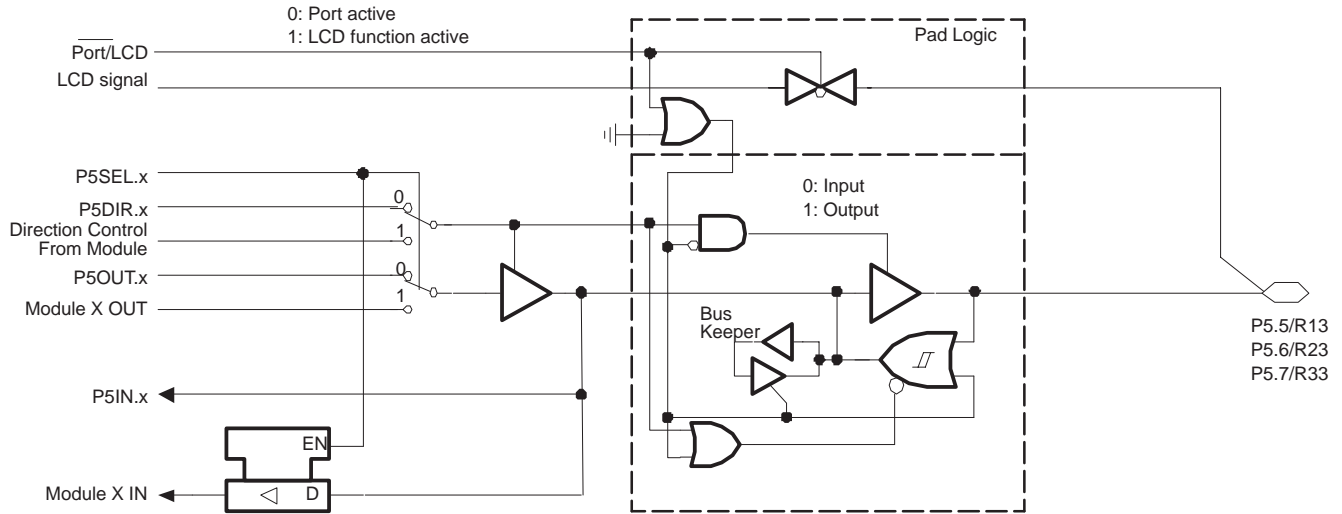 0: Port active
1: LCD function active
Port/LCD
LCD signal
Pad Logic
P5SEL.x
P5DIR.x
0
Direction Control
From Module
1
P5OUT.x
0
Module X OUT
1
0: Input
1: Output
Bus
Keeper
P5.5/R13
P5.6/R23
P5.7/R33
P5IN.x
EN
Module X IN
D